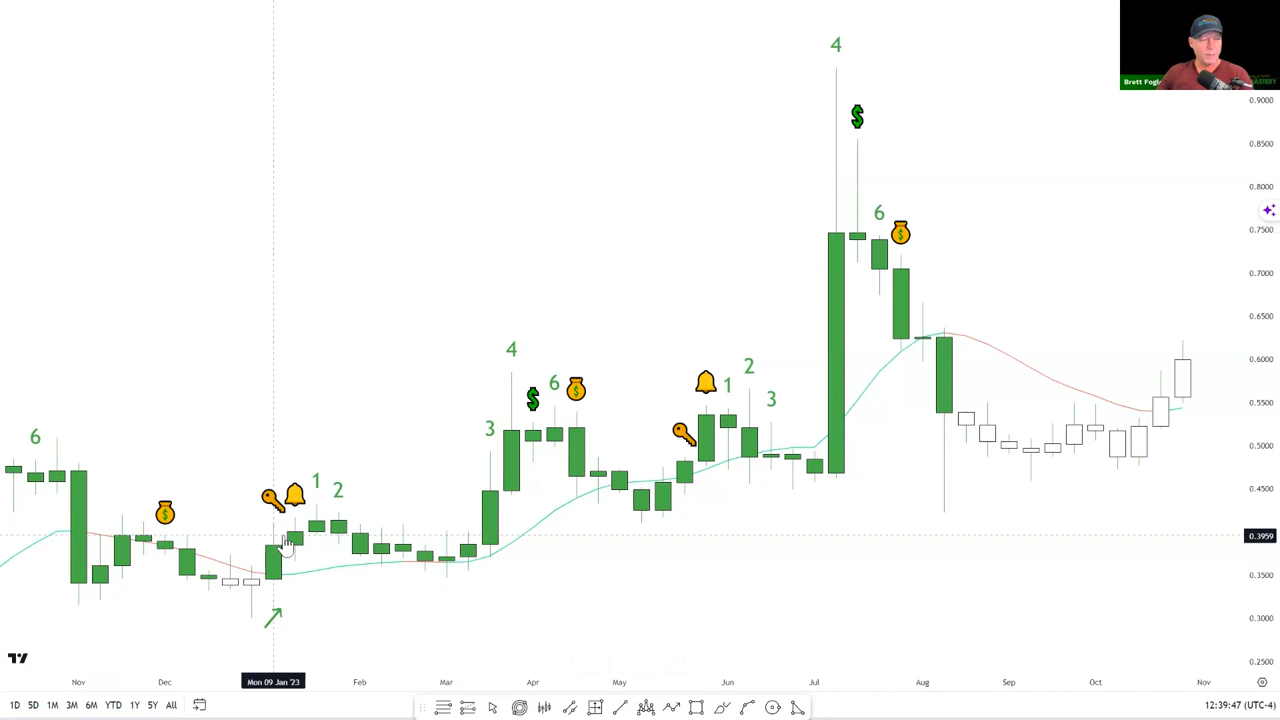 4
Brett Fogle
MASTERY
0.9000
0.8500
0.8000
0.7500
0.7000
0.6500
0.6000
0.5500
0.5000
0.4500
0.3959
0.3500
0.3000
0.2500
$
6
$
4
6
$
3
$
2
1
3
6
1
2
$
Nov
Dec
Mon 09 Jan '23
Feb
Mar
Apr
May
Jun
Jul
Aug
Sep
Oct
Nov
1D 5D 1M 3M 6M YTD 1Y 5Y All
12:39:47 (UTC-4)